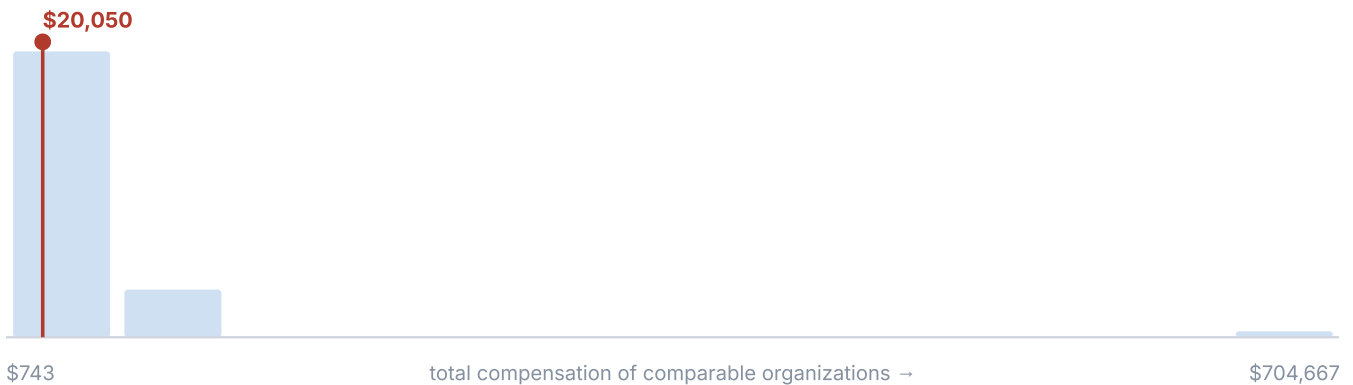 $20,050
$743
total compensation of comparable organizations →
$704,667